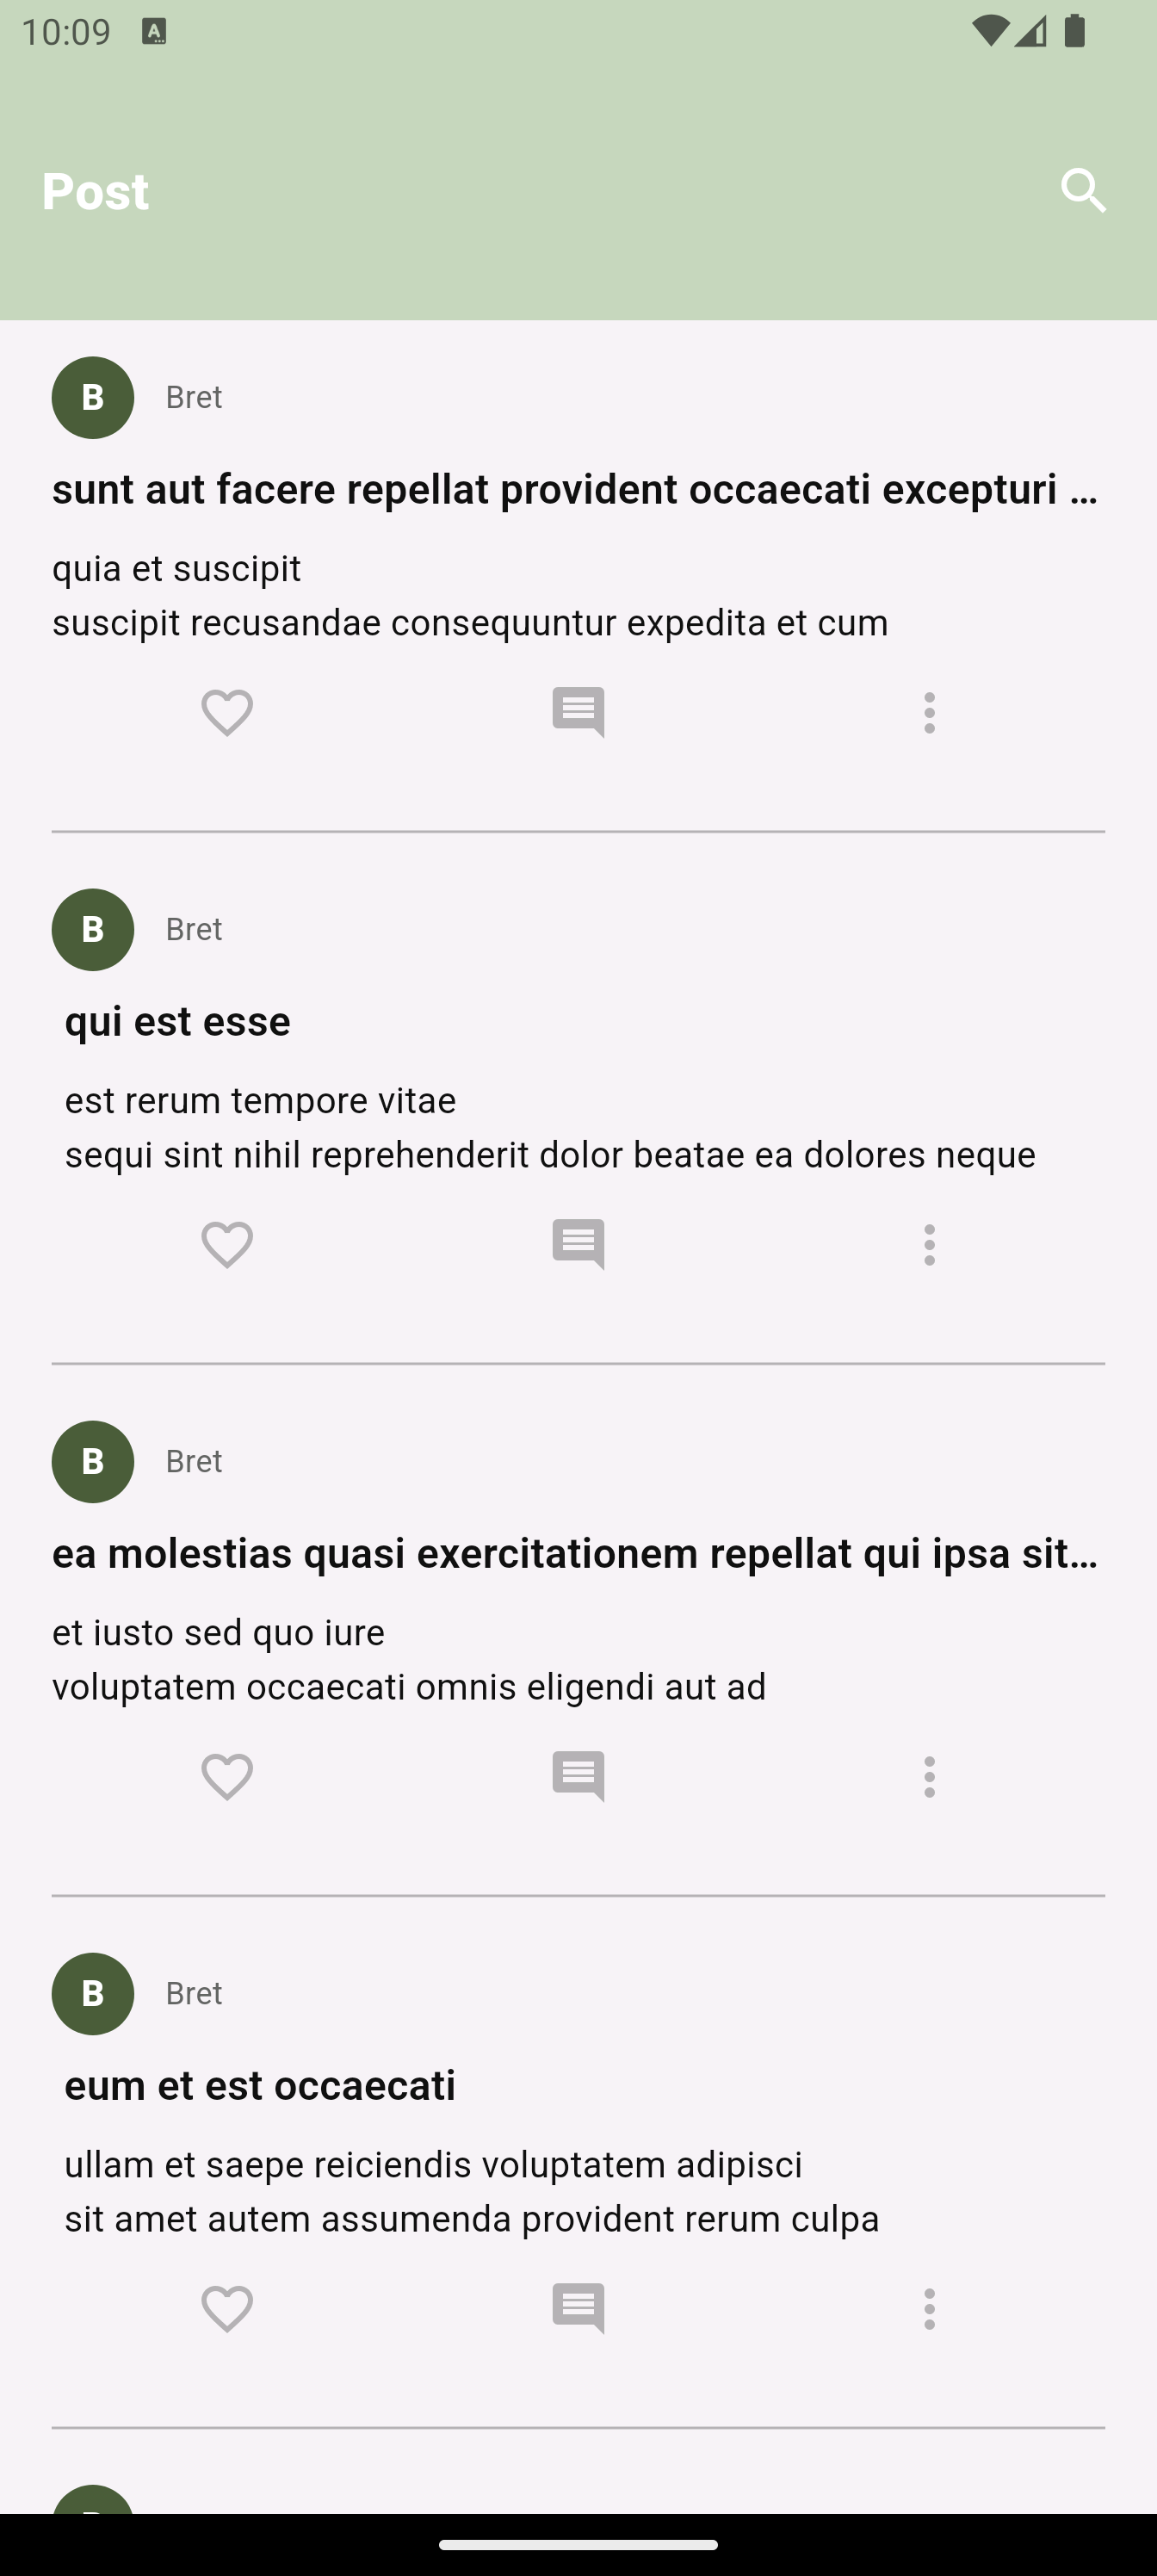 10:09 A
Post
B Bret
sunt aut facere repellat provident occaecati excepturi ...
quia et suscipit
suscipit recusandae consequuntur expedita et cum
B Bret
qui est esse
est rerum tempore vitae
sequi sint nihil reprehenderit dolor beatae ea dolores neque
B Bret
ea molestias quasi exercitationem repellat qui ipsa sit...
et iusto sed quo iure
voluptatem occaecati omnis eligendi aut ad
B Bret
eum et est occaecati
ullam et saepe reiciendis voluptatem adipisci
sit amet autem assumenda provident rerum culpa